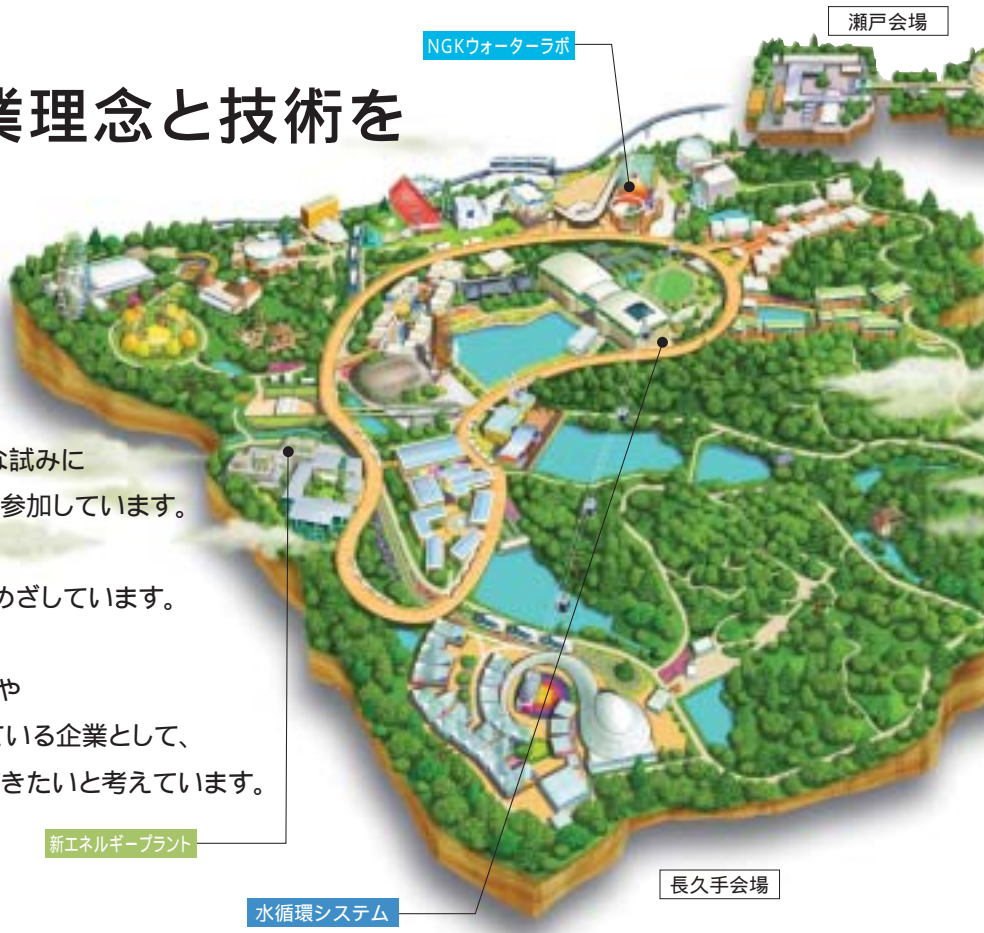 瀬戸会場
NGKウォーターラボ
業理念と技術を
な試みに
参加しています。
めざしています。
や
ている企業として、
きたいと考えています。
新エネルギープラント
長久手会場
水循環システム